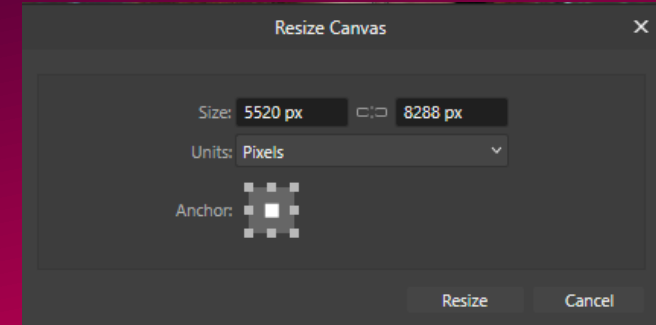 Resize Canvas
Size: 5520 px 8288 px
Units: Pixels
Anchor:
Resize Cancel